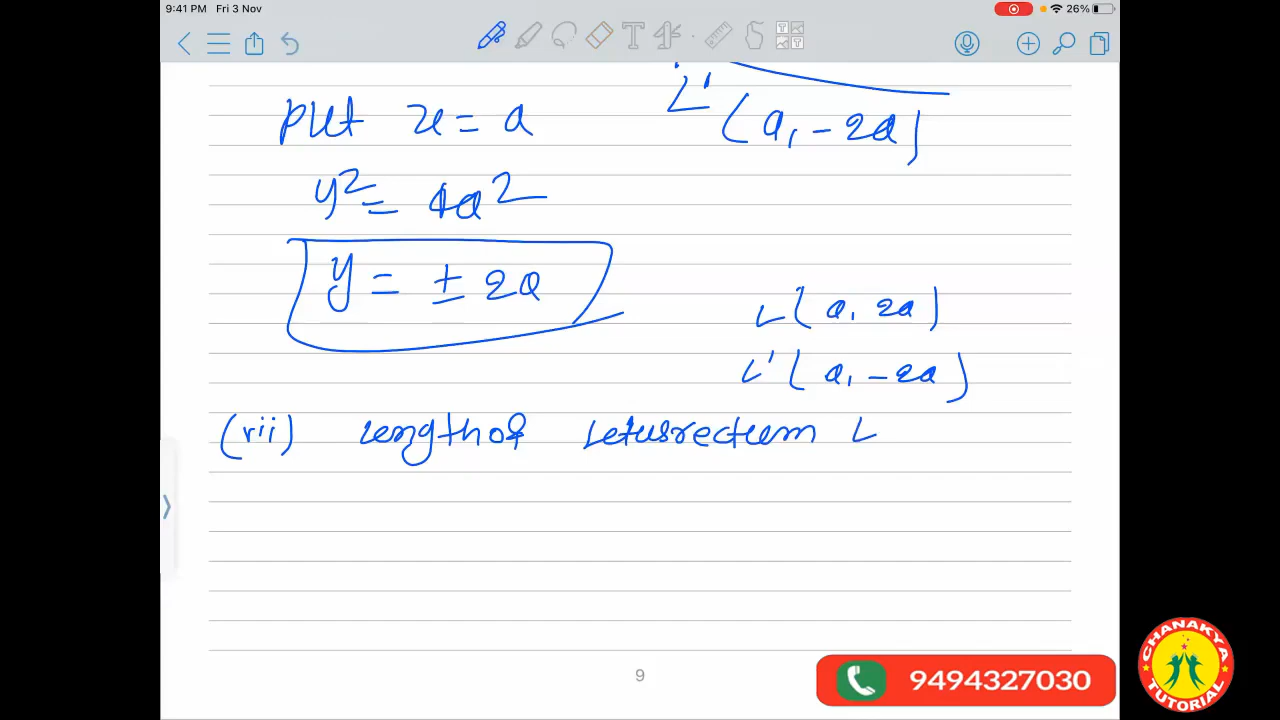 9:41 PM Fri 3 Nov
26%
L'
(a, -2a)
put x = a
y² = 4a²
y = ± 2a
L(a, 2a)
L'(a, -2a)
(vii) length of Letusrectum L
9
9494327030
CHANAKYA
TUTORIAL